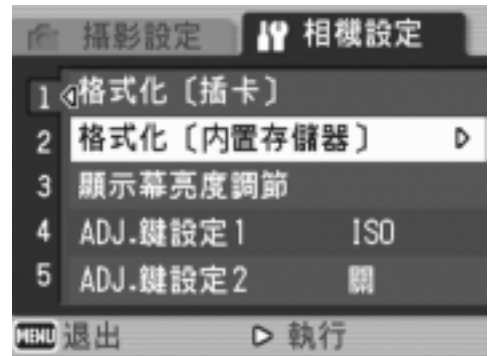 攝影設定 相機設定
1 格式化〔插卡〕
2 格式化〔内置存儲器〕
3 顯示幕亮度調節
4 ADJ.鍵設定1 ISO
5 ADJ.鍵設定2 關
MENU 退出 執行